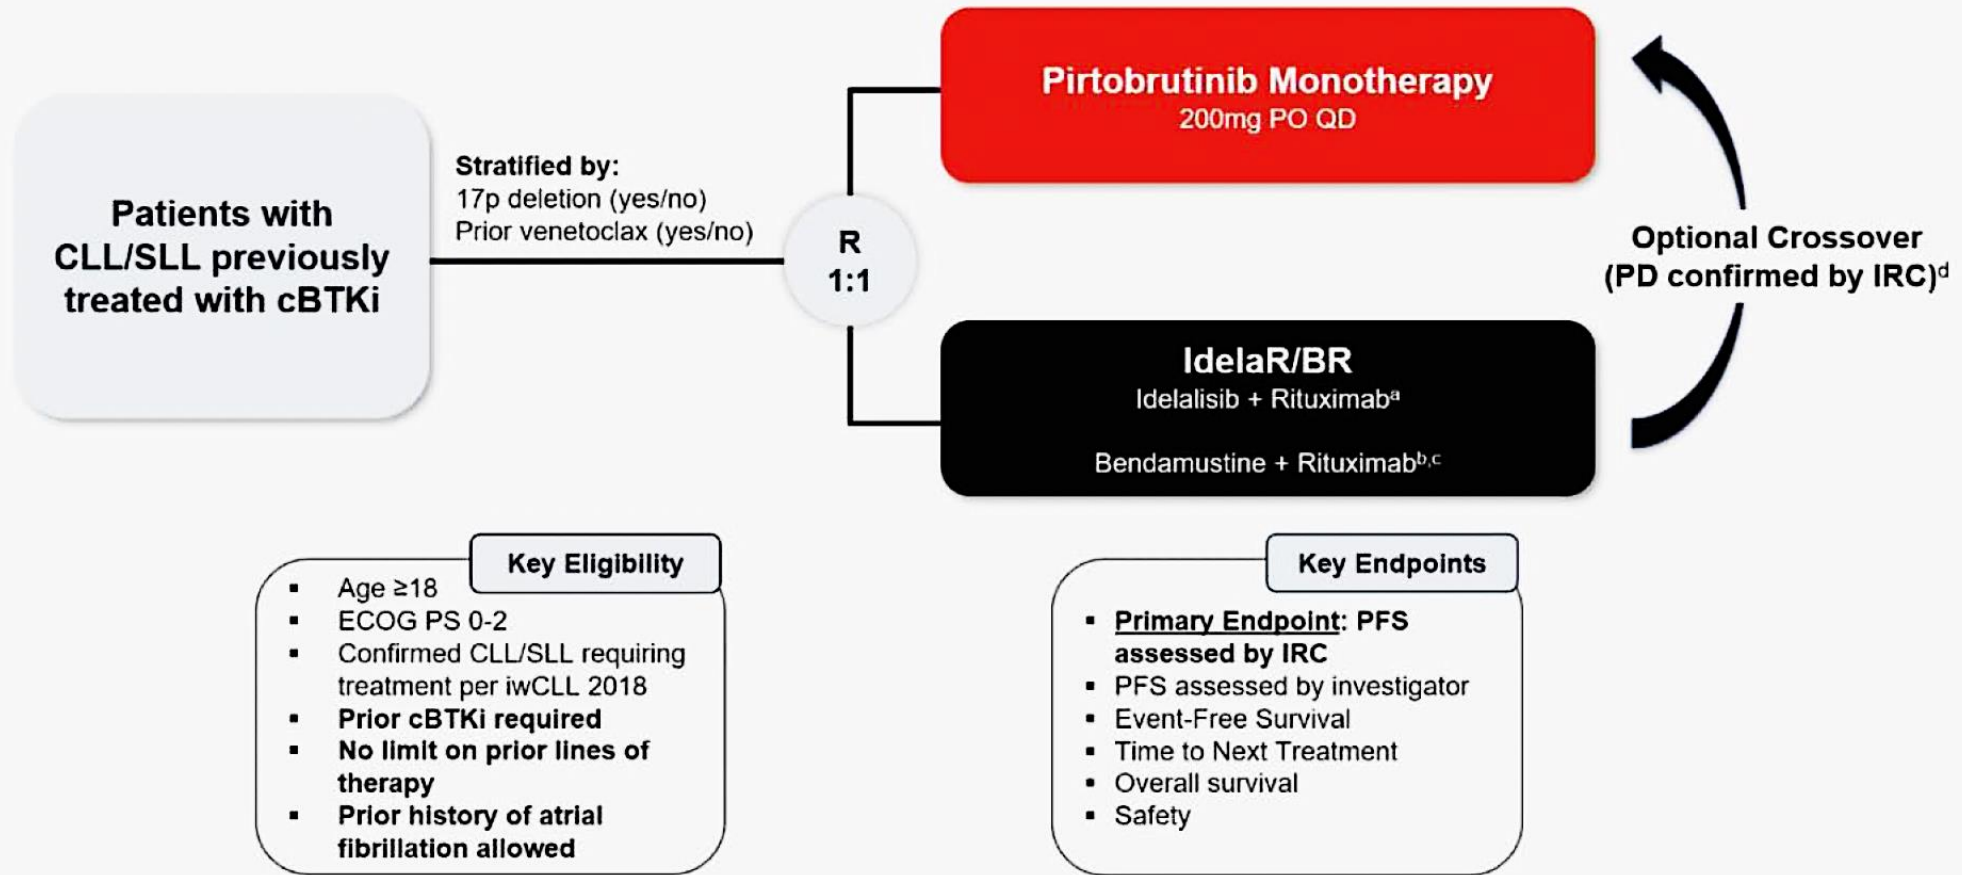 Patients with
CLL/SLL previously
treated with cBTKi
Stratified by:
17p deletion (yes/no)
Prior venetoclax (yes/no)
R
1:1
Pirtobrutinib Monotherapy
200mg PO QD
IdelaR/BR
Idelalisib + Rituximabᵃ
Bendamustine + Rituximabᵇ,ᶜ
Optional Crossover
(PD confirmed by IRC)ᵈ
Key Eligibility
▪ Age ≥18
▪ ECOG PS 0-2
▪ Confirmed CLL/SLL requiring
treatment per iwCLL 2018
▪ Prior cBTKi required
▪ No limit on prior lines of
therapy
▪ Prior history of atrial
fibrillation allowed
Key Endpoints
▪ Primary Endpoint: PFS
assessed by IRC
▪ PFS assessed by investigator
▪ Event-Free Survival
▪ Time to Next Treatment
▪ Overall survival
▪ Safety